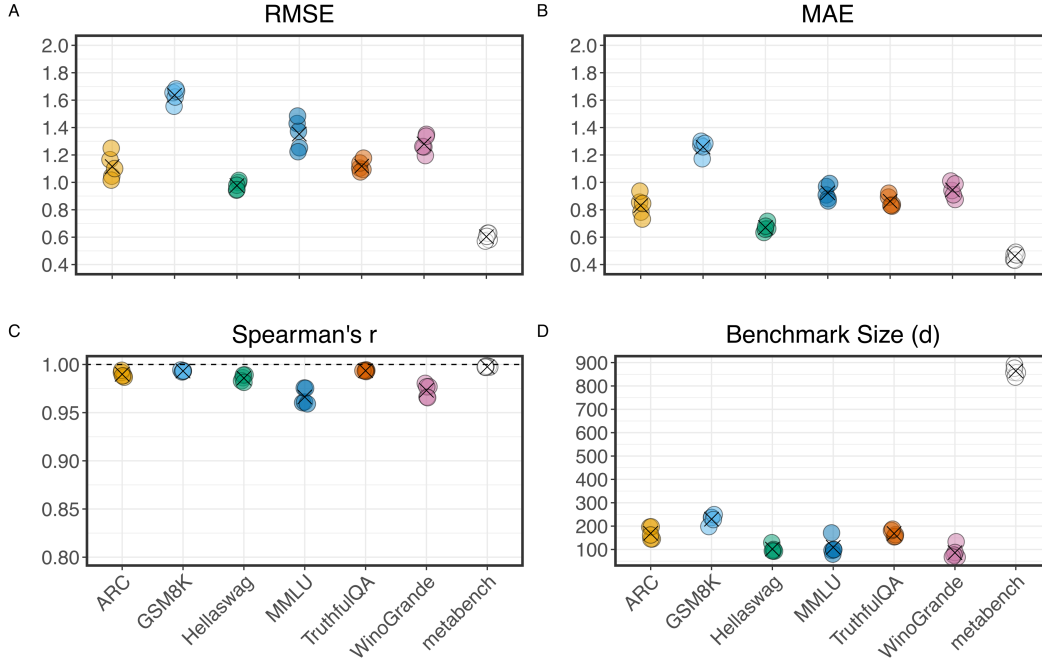 A
RMSE
2.0
1.8
1.6
1.4
1.2
1.0
0.8
0.6
0.4
B
MAE
2.0
1.8
1.6
1.4
1.2
1.0
0.8
0.6
0.4
C
Spearman's r
1.00
0.95
0.90
0.85
0.80
ARC
GSM8K
Hellaswag
MMLU
TruthfulQA
WinoGrande
metabench
D
Benchmark Size (d)
900
800
700
600
500
400
300
200
100
ARC
GSM8K
Hellaswag
MMLU
TruthfulQA
WinoGrande
metabench